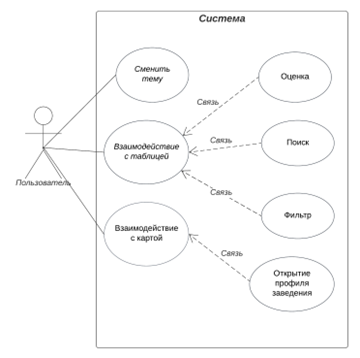 Система
Сменить
тему
Оценка
Связь
Взаимодействие
с таблицей
Связь
Поиск
Пользователь
Связь
Фильтр
Взаимодействие
с картой
Связь
Открытие
профиля
заведения